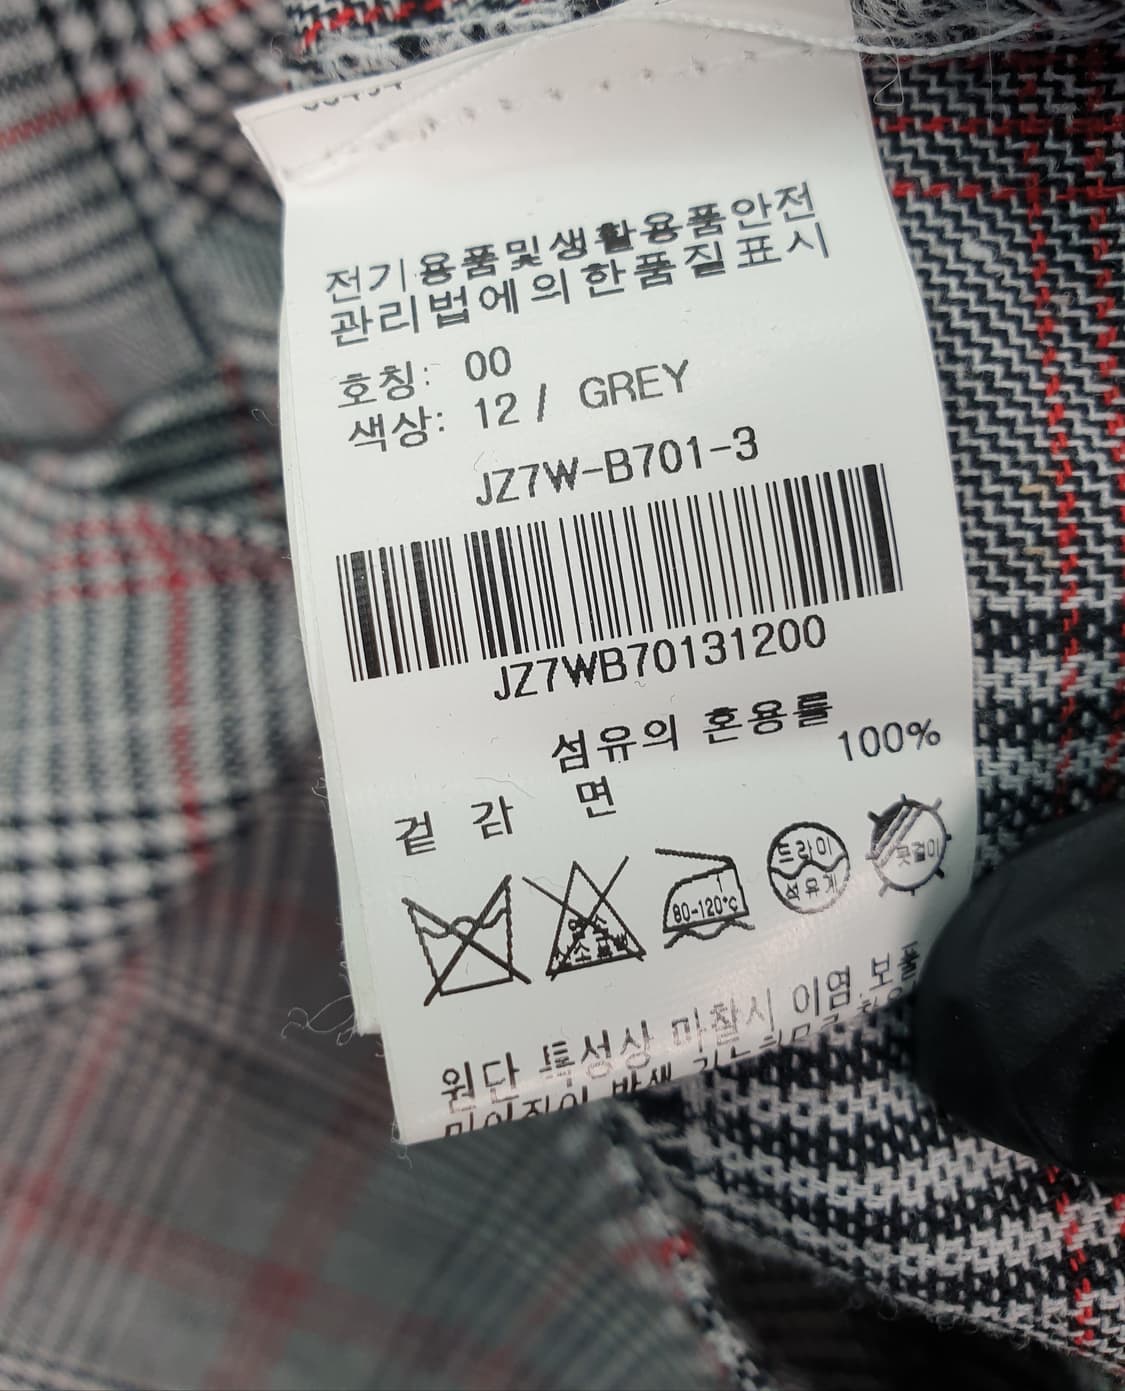 전기용품및생활용품안전
관리법에의한품질표시
호칭: 00
색상: 12 / GREY
JZ7W-B701-3
JZ7WB70131200
섬유의 혼용률
100%
겉 감 면
80-120°C
드라이
석유계
옷걸이
원단 특성상 마찰시 이염 보풀